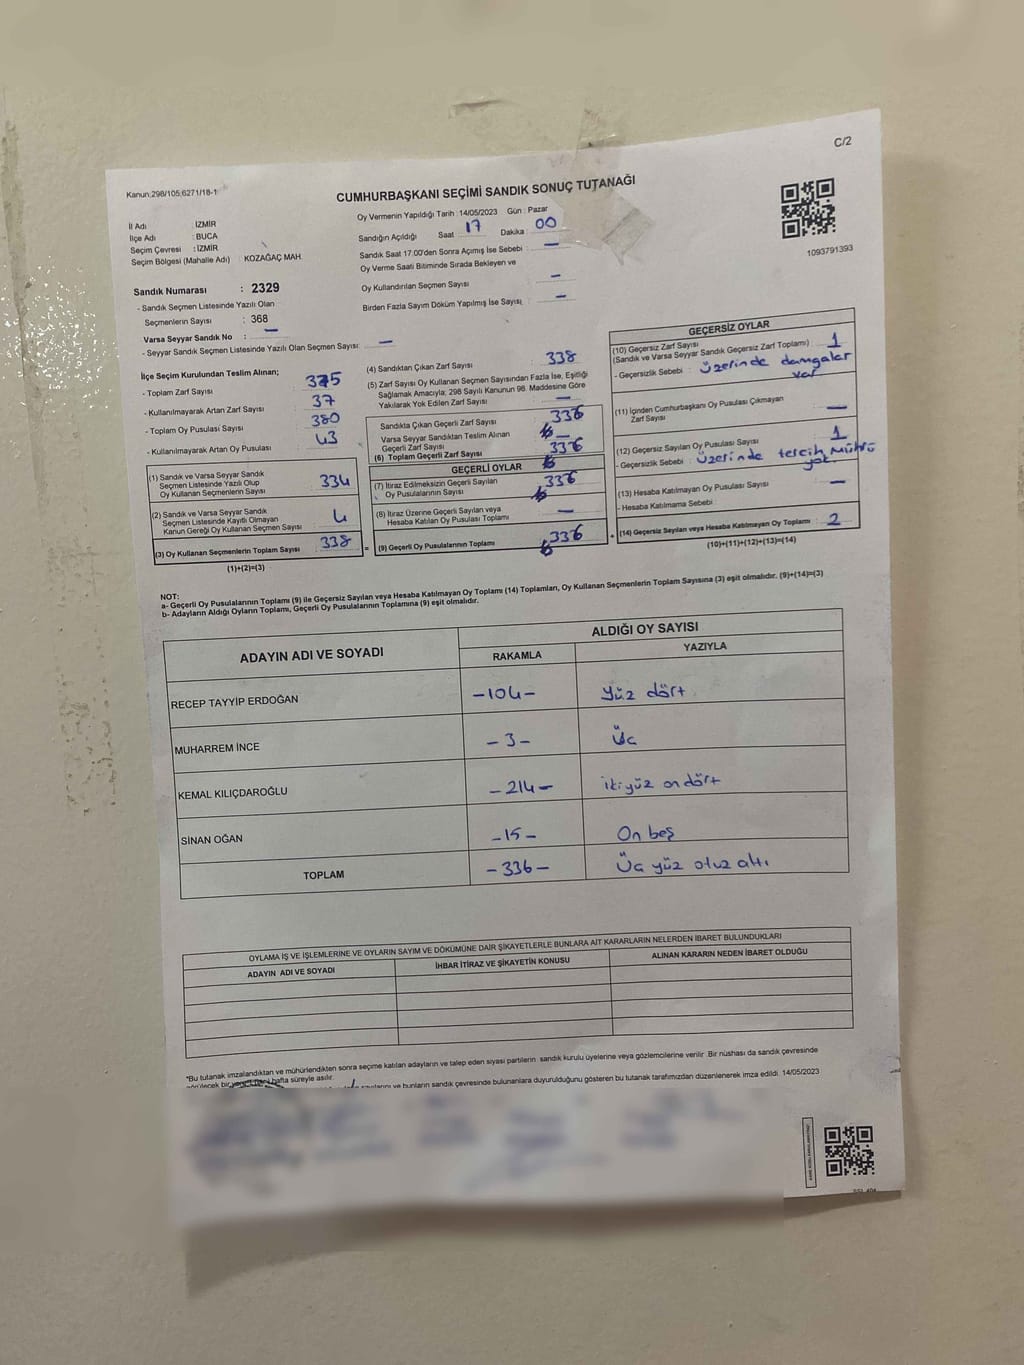 C/2
Kanun:298/105;6271/18-1
CUMHURBAŞKANI SEÇİMİ SANDIK SONUÇ TUTANAĞI
İl Adı : İZMİR
İlçe Adı : BUCA
Seçim Çevresi : İZMİR
Seçim Bölgesi (Mahalle Adı) : KOZAĞAÇ MAH.
Oy Vermenin Yapıldığı Tarih : 14/05/2023 Gün : Pazar
Sandığın Açıldığı Saat 17 Dakika : 00
Sandık Saat 17.00'den Sonra Açımış İse Sebebi : —
Oy Verme Saati Bitiminde Sırada Bekleyen ve
Oy Kullandırılan Seçmen Sayısı —
Birden Fazla Sayım Döküm Yapılmış İse Sayısı : —
1093791393
Sandık Numarası : 2329
- Sandık Seçmen Listesinde Yazılı Olan
Seçmenlerin Sayısı : 368
Varsa Seyyar Sandık No : —
- Seyyar Sandık Seçmen Listesinde Yazılı Olan Seçmen Sayısı: —
İlçe Seçim Kurulundan Teslim Alınan;
- Toplam Zarf Sayısı 375
- Kullanılmayarak Artan Zarf Sayısı 37
- Toplam Oy Pusulası Sayısı 380
- Kullanılmayarak Artan Oy Pusulası 43
(1) Sandık ve Varsa Seyyar Sandık
Seçmen Listesinde Yazılı Olup
Oy Kullanan Seçmenlerin Sayısı 334
(2) Sandık ve Varsa Seyyar Sandık
Seçmen Listesinde Kayıtlı Olmayan
Kanun Gereği Oy Kullanan Seçmen Sayısı 4
(3) Oy Kullanan Seçmenlerin Toplam Sayısı 338 =
(1)+(2)=(3)
(4) Sandıktan Çıkan Zarf Sayısı : 338
(5) Zarf Sayısı Oy Kullanan Seçmen Sayısından Fazla İse, Eşitliği
Sağlamak Amacıyla; 298 Sayılı Kanunun 98. Maddesine Göre
Yakılarak Yok Edilen Zarf Sayısı : —
Sandıkta Çıkan Geçerli Zarf Sayısı : 336
Varsa Seyyar Sandıktan Teslim Alınan
Geçerli Zarf Sayısı : —
(6) Toplam Geçerli Zarf Sayısı : 336
GEÇERLİ OYLAR
(7) İtiraz Edilmeksizin Geçerli Sayılan
Oy Pusulalarının Sayısı : 336
(8) İtiraz Üzerine Geçerli Sayılan veya
Hesaba Katılan Oy Pusulası Toplamı : —
(9) Geçerli Oy Pusulalarının Toplamı : 336 +
GEÇERSİZ OYLAR
(10) Geçersiz Zarf Sayısı
(Sandık ve Varsa Seyyar Sandık Geçersiz Zarf Toplamı) : 1
- Geçersizlik Sebebi : üzerinde damgalar
var
(11) İçinden Cumhurbaşkanı Oy Pusulası Çıkmayan
Zarf Sayısı : —
(12) Geçersiz Sayılan Oy Pusulası Sayısı : 1
- Geçersizlik Sebebi : üzerinde tercih mührü
yok
(13) Hesaba Katılmayan Oy Pusulası Sayısı : —
- Hesaba Katılmama Sebebi :
(14) Geçersiz Sayılan veya Hesaba Katılmayan Oy Toplamı : 2
(10)+(11)+(12)+(13)=(14)
NOT:
a- Geçerli Oy Pusulalarının Toplamı (9) ile Geçersiz Sayılan veya Hesaba Katılmayan Oy Toplamı (14) Toplamları, Oy Kullanan Seçmenlerin Toplam Sayısına (3) eşit olmalıdır. (9)+(14)=(3)
b- Adayların Aldığı Oyların Toplamı, Geçerli Oy Pusulalarının Toplamına (9) eşit olmalıdır.
ADAYIN ADI VE SOYADI
ALDIĞI OY SAYISI
RAKAMLA YAZIYLA
RECEP TAYYİP ERDOĞAN -104- Yüz dört
MUHARREM İNCE -3- Üç
KEMAL KILIÇDAROĞLU -214- ikiyüz ondört
SİNAN OĞAN -15- On beş
TOPLAM -336- Üç yüz otuz altı
OYLAMA İŞ VE İŞLEMLERİNE VE OYLARIN SAYIM VE DÖKÜMÜNE DAİR ŞİKAYETLERLE BUNLARA AİT KARARLARIN NELERDEN İBARET BULUNDUKLARI
ADAYIN ADI VE SOYADI İHBAR İTİRAZ VE ŞİKAYETİN KONUSU ALINAN KARARIN NEDEN İBARET OLDUĞU
*Bu tutanak imzalandıktan ve mühürlendikten sonra seçime katılan adayların ve talep eden siyasi partilerin sandık kurulu üyelerine veya gözlemcilerine verilir. Bir nüshası da sandık çevresinde
görülecek bir yere hafta süreyle asılır.
ve bunların sandık çevresinde bulunanlara duyurulduğunu gösteren bu tutanak tarafımızdan düzenlenerek imza edildi. 14/05/2023